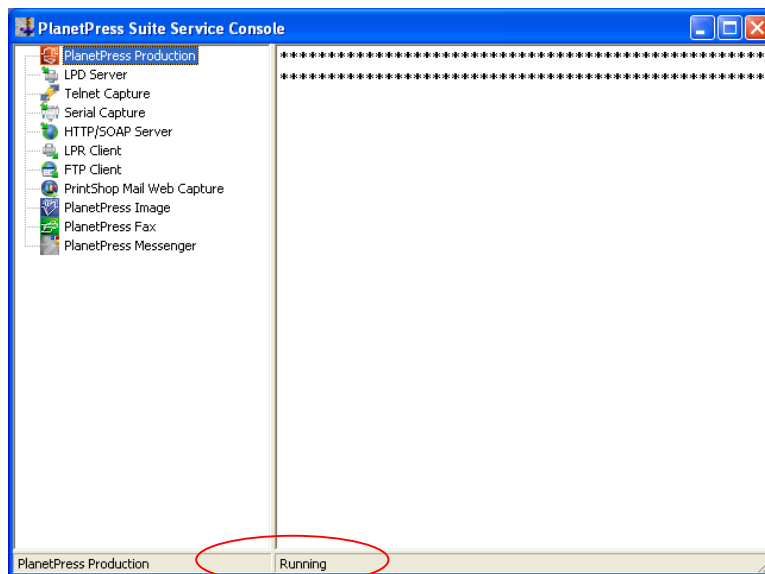 PlanetPress Suite Service Console
PlanetPress Production
LPD Server
Telnet Capture
Serial Capture
HTTP/SOAP Server
LPR Client
FTP Client
PrintShop Mail Web Capture
PlanetPress Image
PlanetPress Fax
PlanetPress Messenger
*************************************************************
*************************************************************
PlanetPress Production
Running